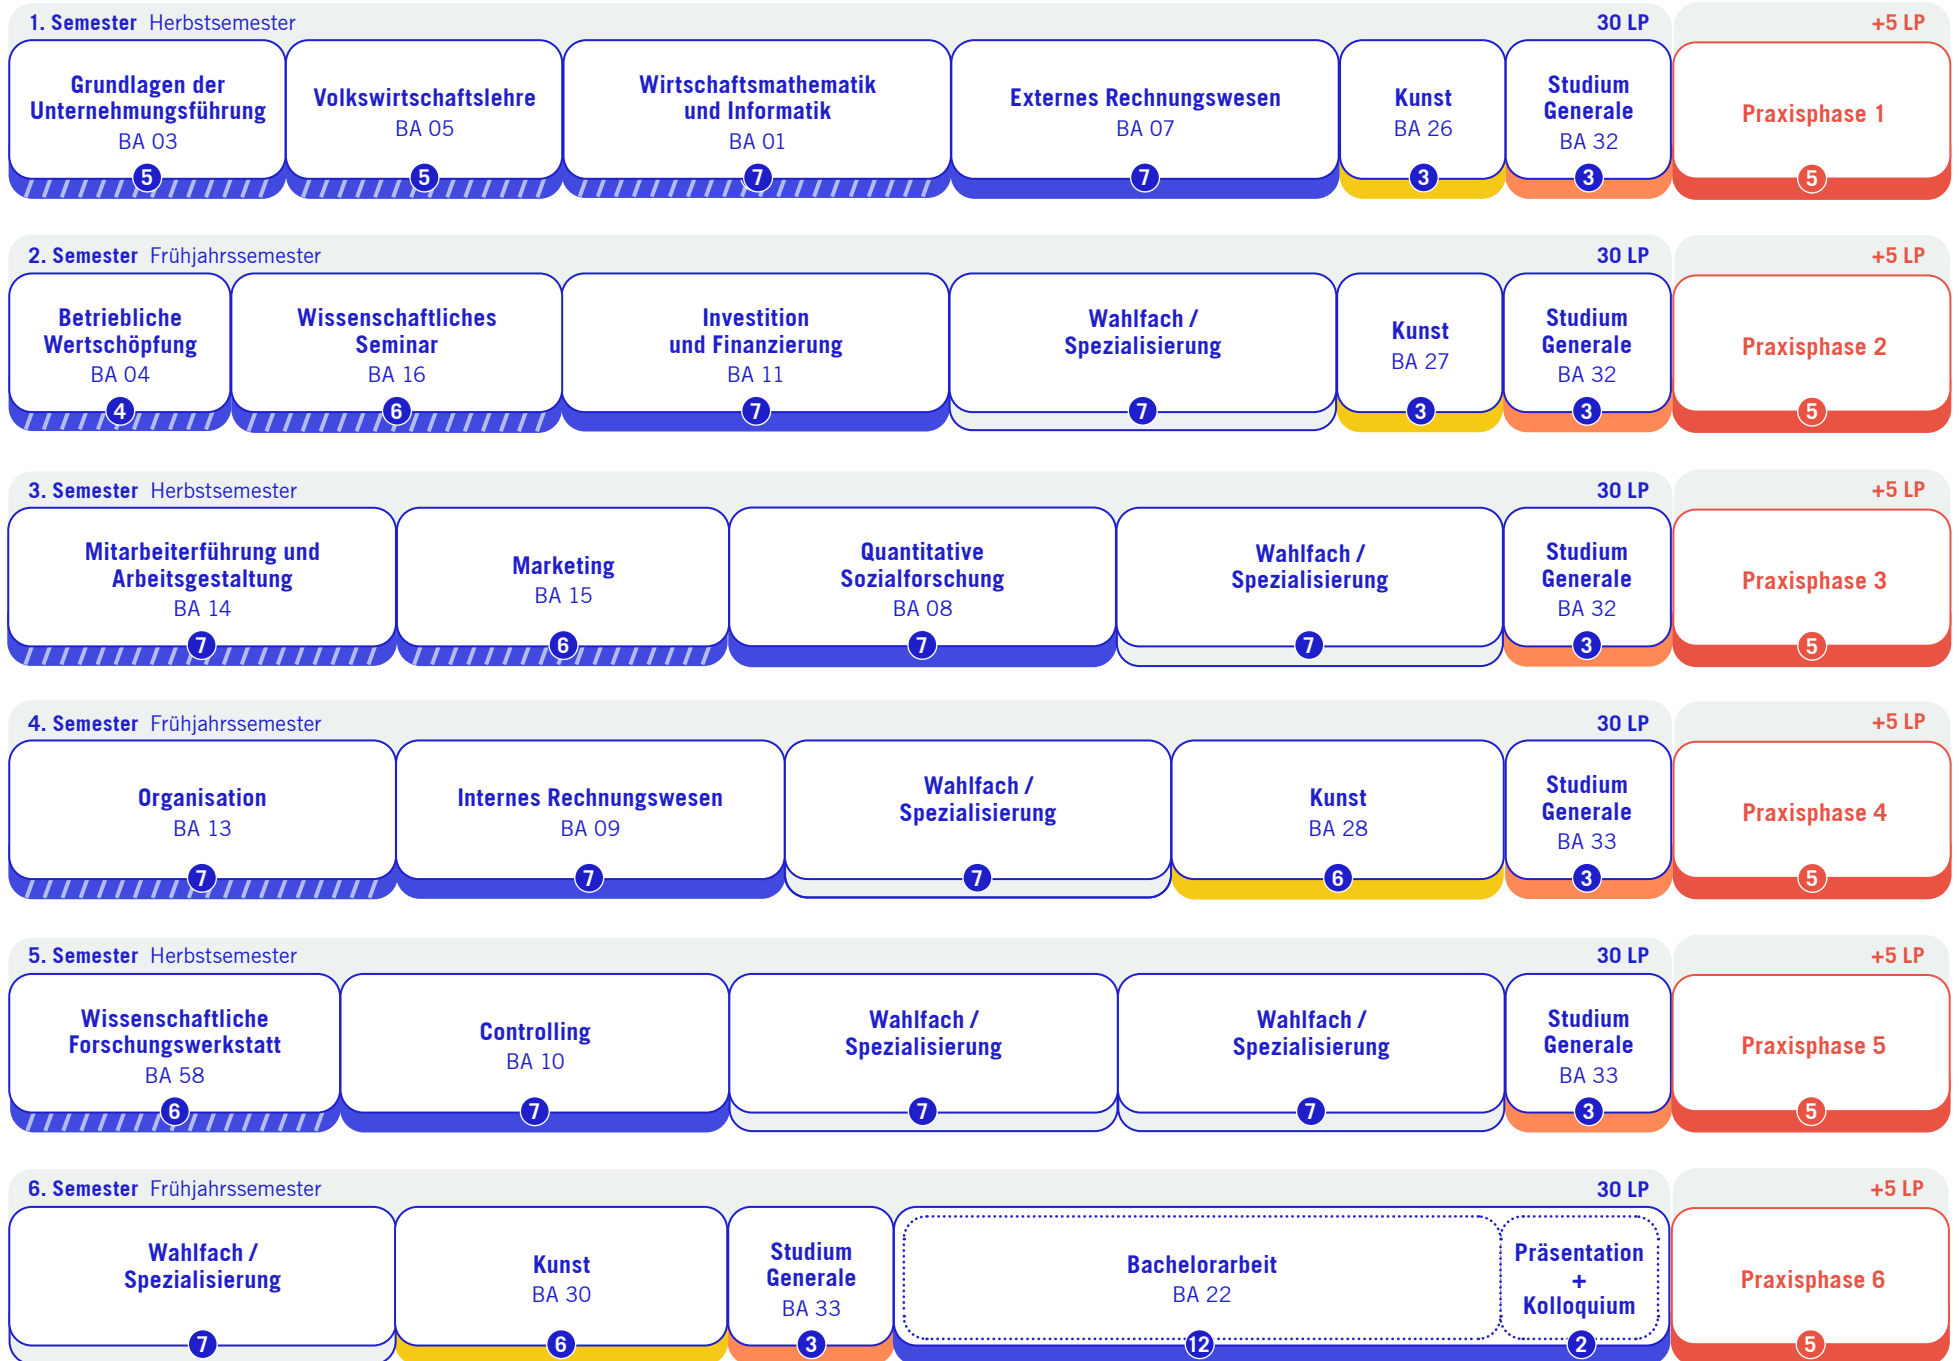 1. Semester Herbstsemester 30 LP +5 LP
Grundlagen der
Unternehmungsführung
BA 03
5
Volkswirtschaftslehre
BA 05
5
Wirtschaftsmathematik
und Informatik
BA 01
7
Externes Rechnungswesen
BA 07
7
Kunst
BA 26
3
Studium
Generale
BA 32
3
Praxisphase 1
5
2. Semester Frühjahrssemester 30 LP +5 LP
Betriebliche
Wertschöpfung
BA 04
4
Wissenschaftliches
Seminar
BA 16
6
Investition
und Finanzierung
BA 11
7
Wahlfach /
Spezialisierung
7
Kunst
BA 27
3
Studium
Generale
BA 32
3
Praxisphase 2
5
3. Semester Herbstsemester 30 LP +5 LP
Mitarbeiterführung und
Arbeitsgestaltung
BA 14
7
Marketing
BA 15
6
Quantitative
Sozialforschung
BA 08
7
Wahlfach /
Spezialisierung
7
Studium
Generale
BA 32
3
Praxisphase 3
5
4. Semester Frühjahrssemester 30 LP +5 LP
Organisation
BA 13
7
Internes Rechnungswesen
BA 09
7
Wahlfach /
Spezialisierung
7
Kunst
BA 28
6
Studium
Generale
BA 33
3
Praxisphase 4
5
5. Semester Herbstsemester 30 LP +5 LP
Wissenschaftliche
Forschungswerkstatt
BA 58
6
Controlling
BA 10
7
Wahlfach /
Spezialisierung
7
Wahlfach /
Spezialisierung
7
Studium
Generale
BA 33
3
Praxisphase 5
5
6. Semester Frühjahrssemester 30 LP +5 LP
Wahlfach /
Spezialisierung
7
Kunst
BA 30
6
Studium
Generale
BA 33
3
Bachelorarbeit
BA 22
12
Präsentation
+
Kolloquium
2
Praxisphase 6
5